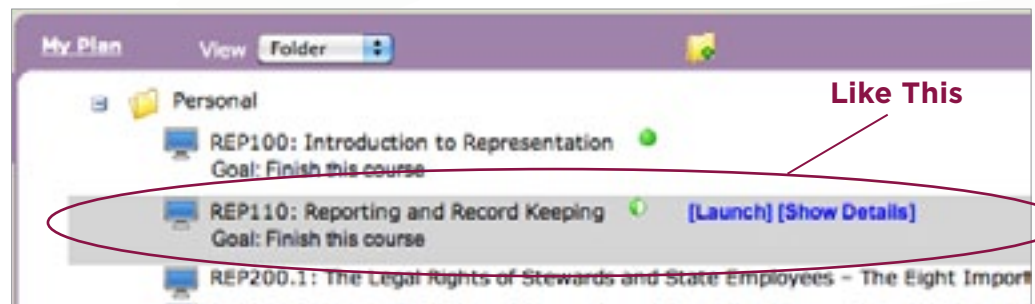 My Plan View Folder
Personal
Like This
REP100: Introduction to Representation
Goal: Finish this course
REP110: Reporting and Record Keeping [Launch] [Show Details]
Goal: Finish this course
REP200.1: The Legal Rights of Stewards and State Employees – The Eight